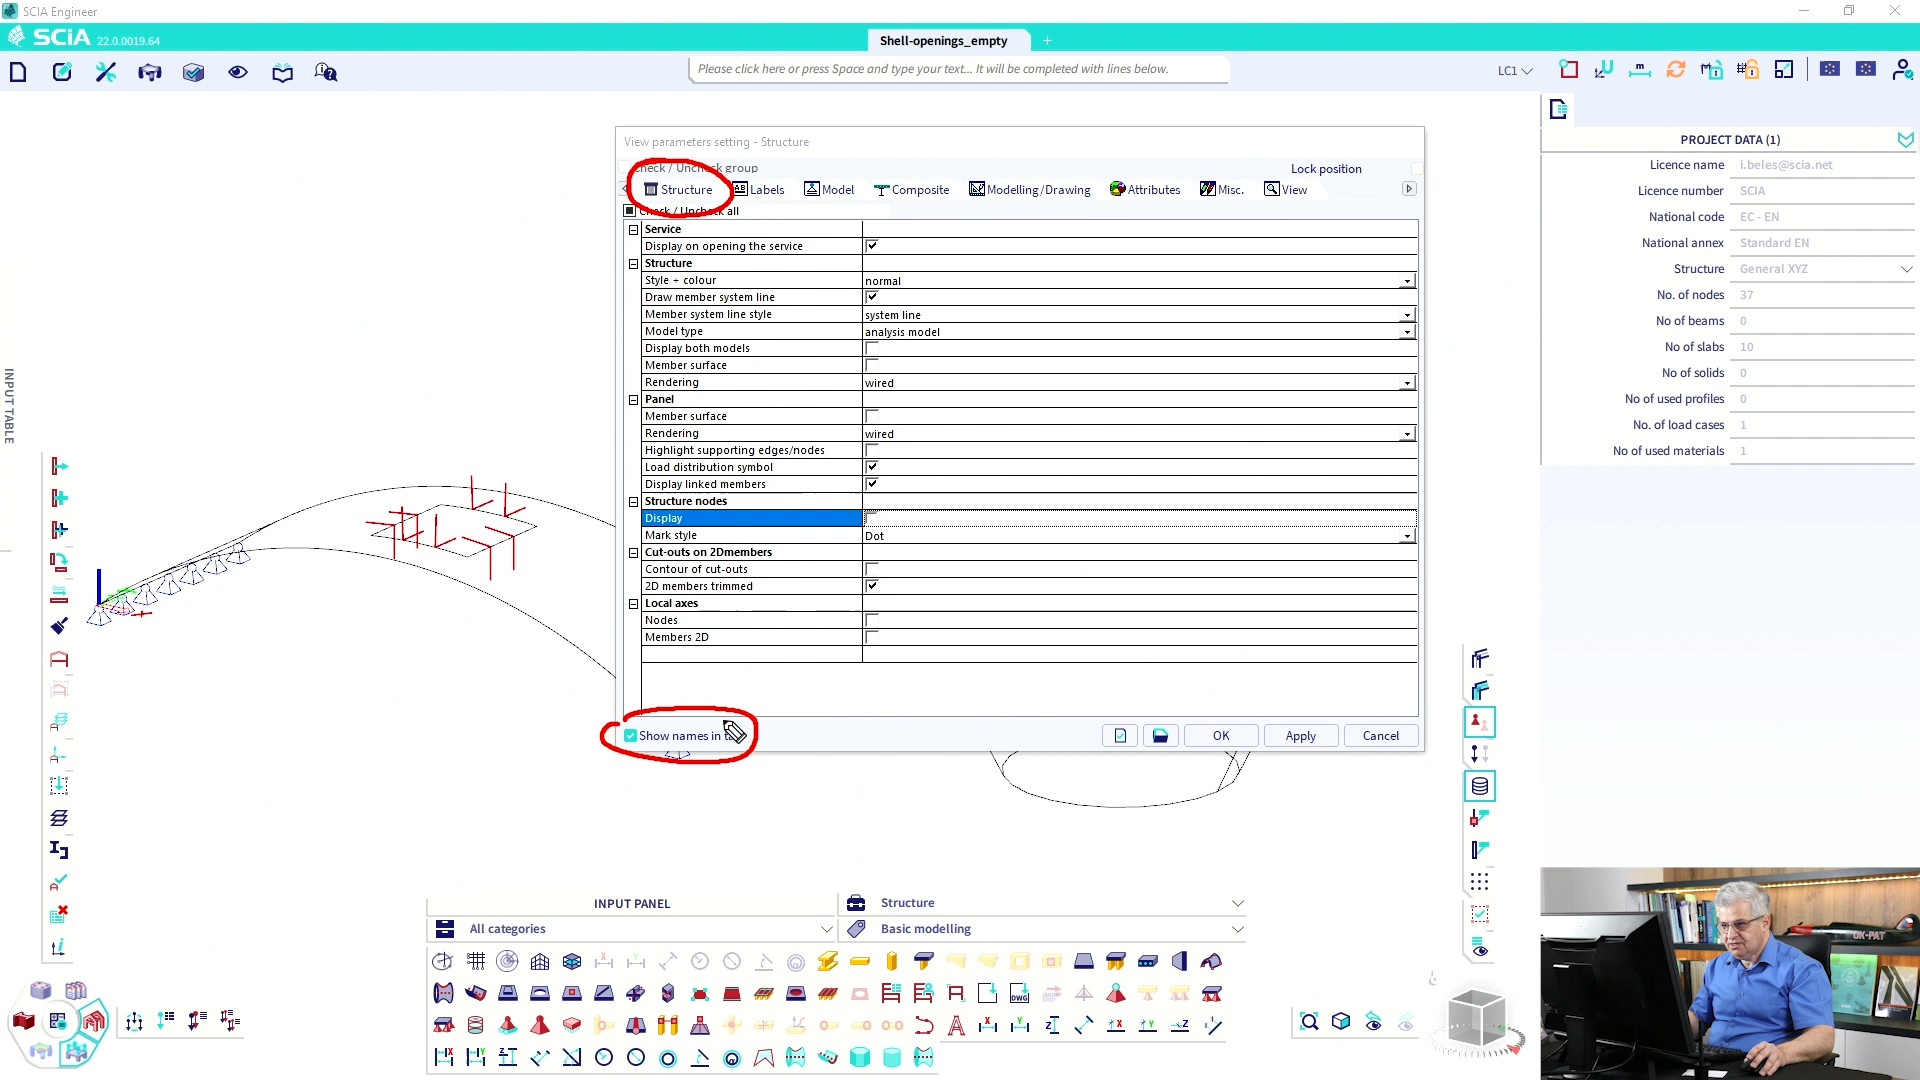 SCIA Engineer
SCiA 22.0.0019.64
Shell-openings_empty
Please click here or press Space and type your text... It will be completed with lines below.
LC1
View parameters setting - Structure
Check / Uncheck group
Lock position
Structure
Labels
Model
Composite
Modelling/Drawing
Attributes
Misc.
View
Check / Uncheck all
Service
Display on opening the service
Structure
Style + colour normal
Draw member system line
Member system line style system line
Model type analysis model
Display both models
Member surface
Rendering wired
Panel
Member surface
Rendering wired
Highlight supporting edges/nodes
Load distribution symbol
Display linked members
Structure nodes
Display
Mark style Dot
Cut-outs on 2Dmembers
Contour of cut-outs
2D members trimmed
Local axes
Nodes
Members 2D
Show names in
OK
Apply
Cancel
PROJECT DATA (1)
Licence name i.beles@scia.net
Licence number SCIA
National code EC - EN
National annex Standard EN
Structure General XYZ
No. of nodes 37
No of beams 0
No of slabs 10
No of solids 0
No of used profiles 0
No. of load cases 1
No of used materials 1
INPUT TABLE
INPUT PANEL
Structure
All categories
Basic modelling
DWG
OK-PAT